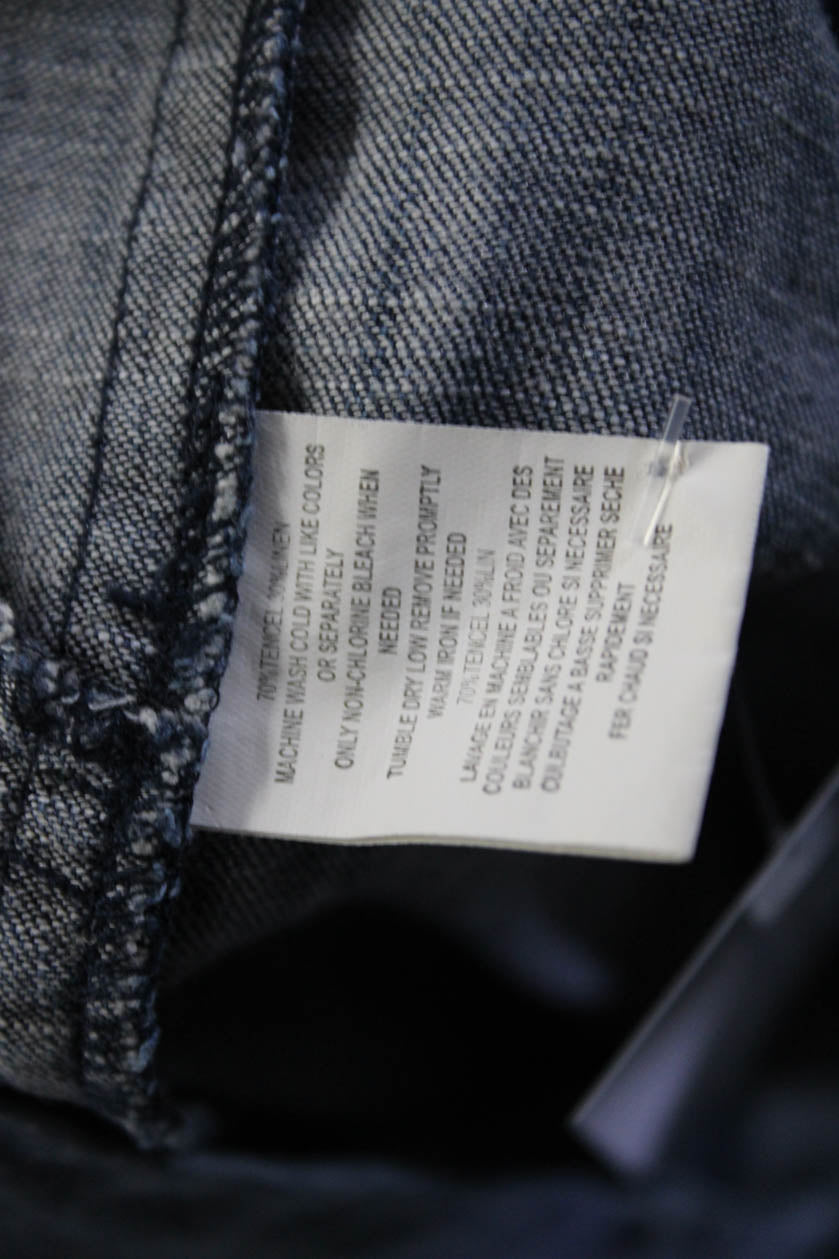 70%TENCEL 30%LINEN
MACHINE WASH COLD WITH LIKE COLORS
OR SEPARATELY
ONLY NON-CHLORINE BLEACH WHEN
NEEDED
TUMBLE DRY LOW REMOVE PROMPTLY
WARM IRON IF NEEDED
70%TENCEL 30%LIN
LAVAGE EN MACHINE A FROID AVEC DES
COULEURS SEMBLABLES OU SEPAREMENT
BLANCHIR SANS CHLORE SI NECESSAIRE
CULBUTAGE A BASSE SUPPRIMER SECHE
RAPIDEMENT
FER CHAUD SI NECESSAIRE